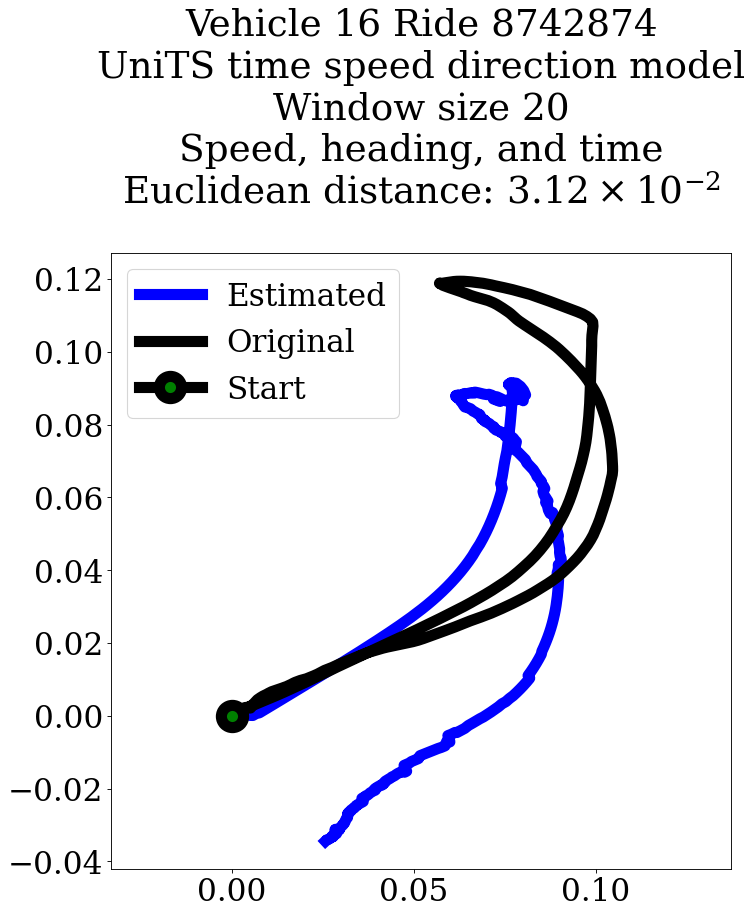 Vehicle 16 Ride 8742874
UniTS time speed direction model
Window size 20
Speed, heading, and time
Euclidean distance: 3.12 × 10⁻²
Estimated
Original
Start
0.12
0.10
0.08
0.06
0.04
0.02
0.00
−0.02
−0.04
0.00 0.05 0.10